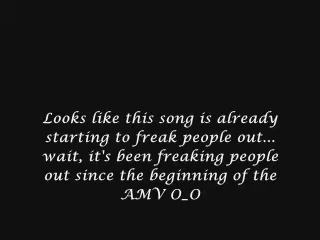 Looks like this song is already
starting to freak people out...
wait, it's been freaking people
out since the beginning of the
AMV O_O